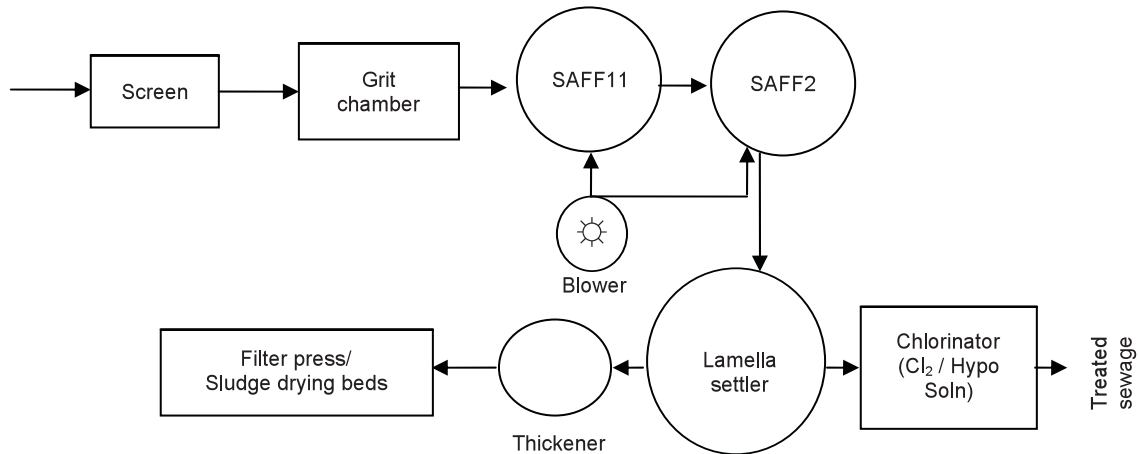 Screen
Grit
chamber
SAFF11
SAFF2
Blower
Filter press/
Sludge drying beds
Thickener
Lamella
settler
Chlorinator
(Cl₂ / Hypo
Soln)
Treated
sewage